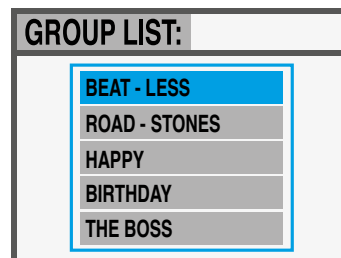 GROUP LIST:
BEAT - LESS
ROAD - STONES
HAPPY
BIRTHDAY
THE BOSS